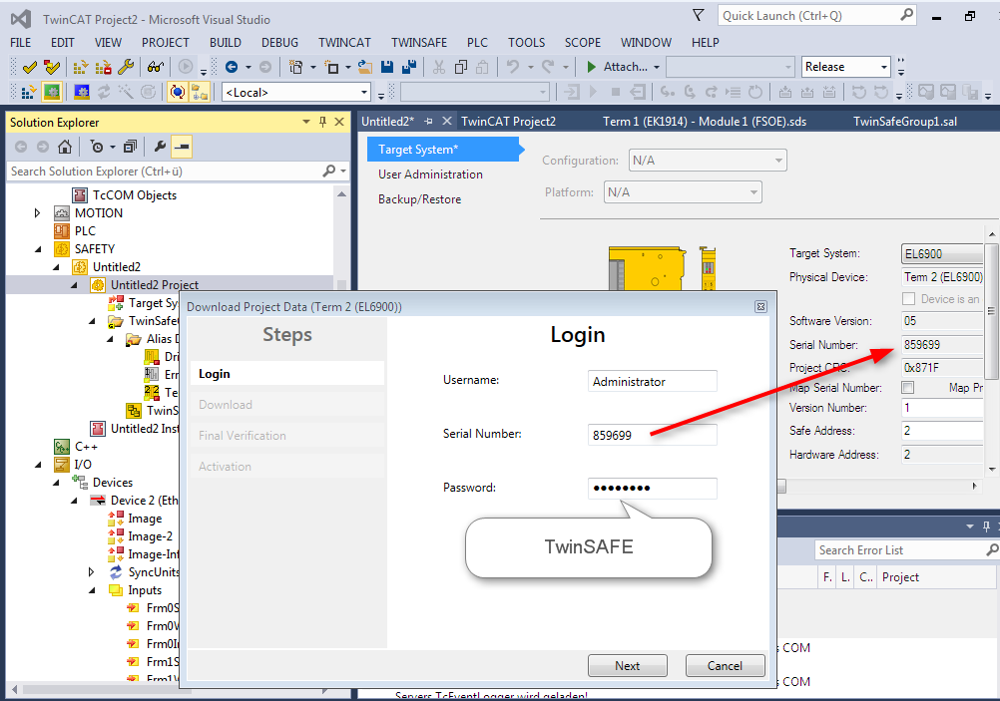 TwinCAT Project2 - Microsoft Visual Studio
Quick Launch (Ctrl+Q)
FILE EDIT VIEW PROJECT BUILD DEBUG TWINCAT TWINSAFE PLC TOOLS SCOPE WINDOW HELP
Attach... Release
<Local>
Solution Explorer
Untitled2* TwinCAT Project2 Term 1 (EK1914) - Module 1 (FSOE).sds TwinSafeGroup1.sal
Search Solution Explorer (Ctrl+ü)
TcCOM Objects
MOTION
PLC
SAFETY
Untitled2
Untitled2 Project
Target Sy
TwinSafe
Alias D
Dri
Err
Te
TwinS
Untitled2 Inst
C++
I/O
Devices
Device 2 (Eth
Image
Image-2
Image-Inf
SyncUnits
Inputs
Frm0S
Frm0W
Frm0In
Frm1S
Frm1W
Target System*
User Administration
Backup/Restore
Configuration: N/A
Platform: N/A
Target System: EL6900
Physical Device: Term 2 (EL6900)
Device is an
Software Version: 05
Serial Number: 859699
Project CRC: 0x871F
Map Serial Number: Map Pr
Version Number: 1
Safe Address: 2
Hardware Address: 2
Download Project Data (Term 2 (EL6900))
Steps
Login
Download
Final Verification
Activation
Login
Username: Administrator
Serial Number: 859699
Password: ●●●●●●●●
TwinSAFE
Next Cancel
Search Error List
F. L. C.. Project
s COM
s COM
Servers TcEventLogger wird geladen!